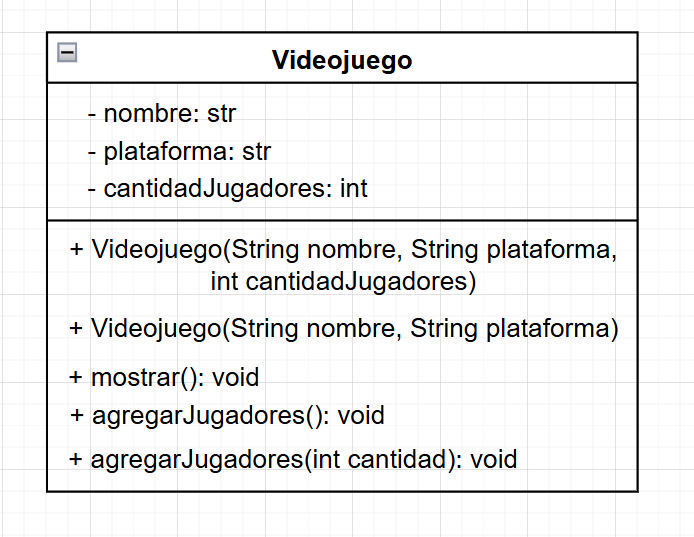 Videojuego
- nombre: str
- plataforma: str
- cantidadJugadores: int
+ Videojuego(String nombre, String plataforma,
int cantidadJugadores)
+ Videojuego(String nombre, String plataforma)
+ mostrar(): void
+ agregarJugadores(): void
+ agregarJugadores(int cantidad): void